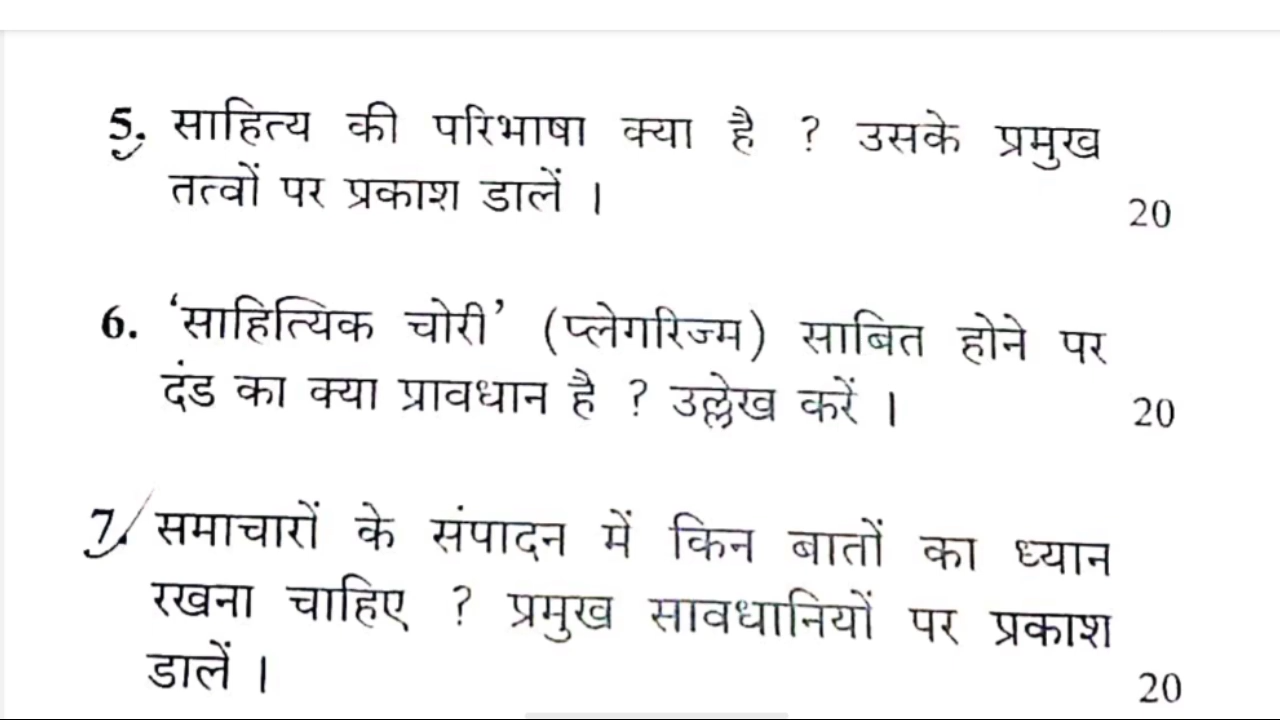 5. साहित्य की परिभाषा क्या है ? उसके प्रमुख
तत्वों पर प्रकाश डालें ।
20
6. ‘साहित्यिक चोरी’ (प्लेगरिज्म) साबित होने पर
दंड का क्या प्रावधान है ? उल्लेख करें ।
20
7. समाचारों के संपादन में किन बातों का ध्यान
रखना चाहिए ? प्रमुख सावधानियों पर प्रकाश
डालें ।
20